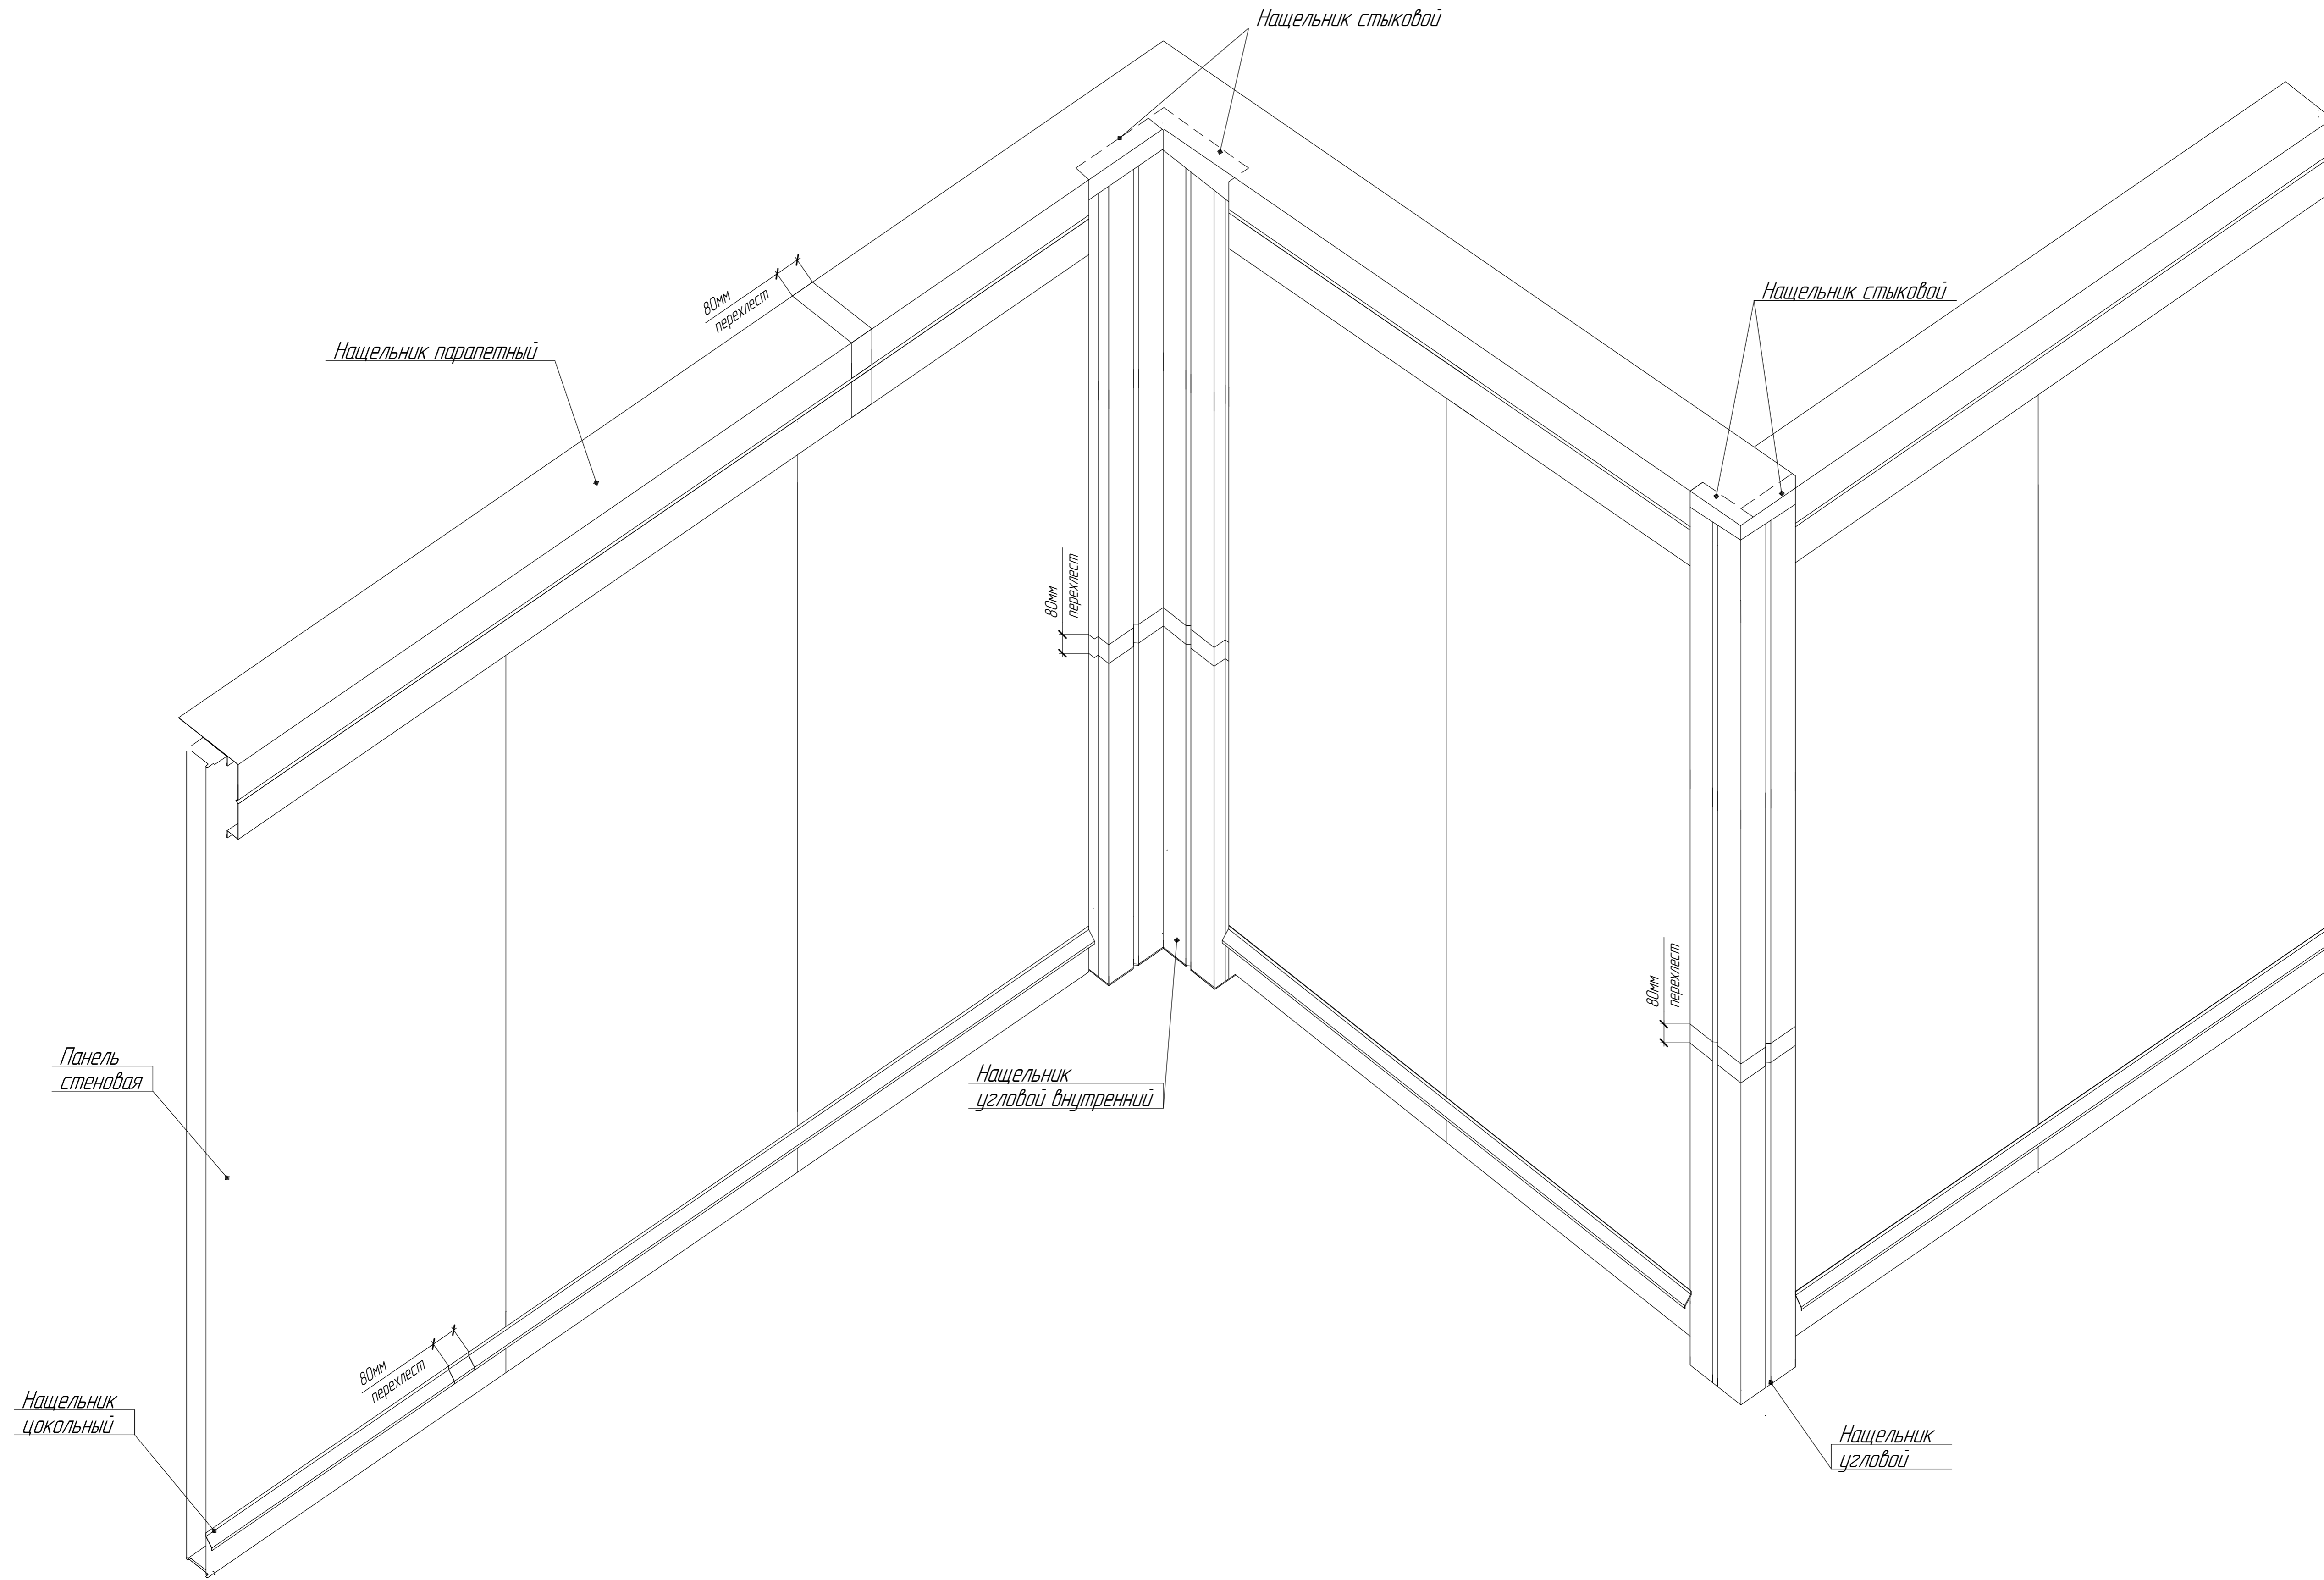 Нащельник стыковой
80мм
перехлест
Нащельник стыковой
Нащельник парапетный
80мм
перехлест
80мм
перехлест
Панель
стеновая
Нащельник
угловой внутренний
80мм
перехлест
Нащельник
цокольный
Нащельник
угловой